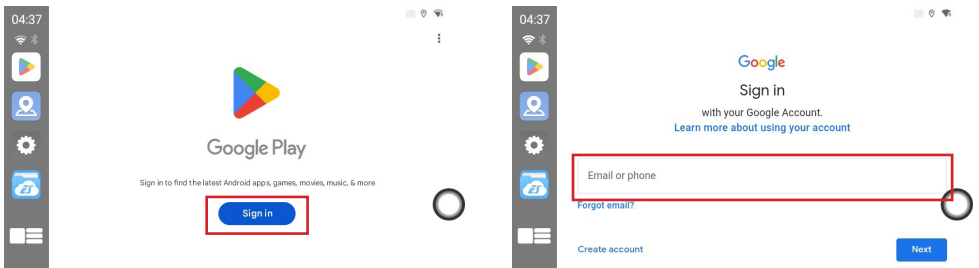 04:37
Google Play
Sign in to find the latest Android apps, games, movies, music, & more
Sign in
04:37
Google
Sign in
with your Google Account.
Learn more about using your account
Email or phone
Forgot email?
Create account
Next